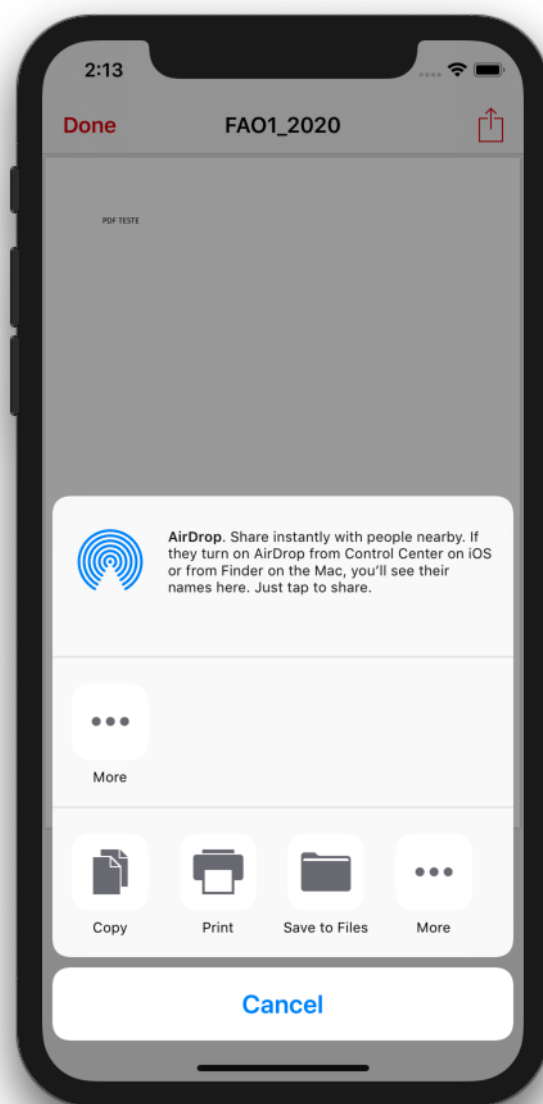 2:13
Done
FAO1_2020
PDF TESTE
AirDrop. Share instantly with people nearby. If
they turn on AirDrop from Control Center on iOS
or from Finder on the Mac, you'll see their
names here. Just tap to share.
More
Copy
Print
Save to Files
More
Cancel